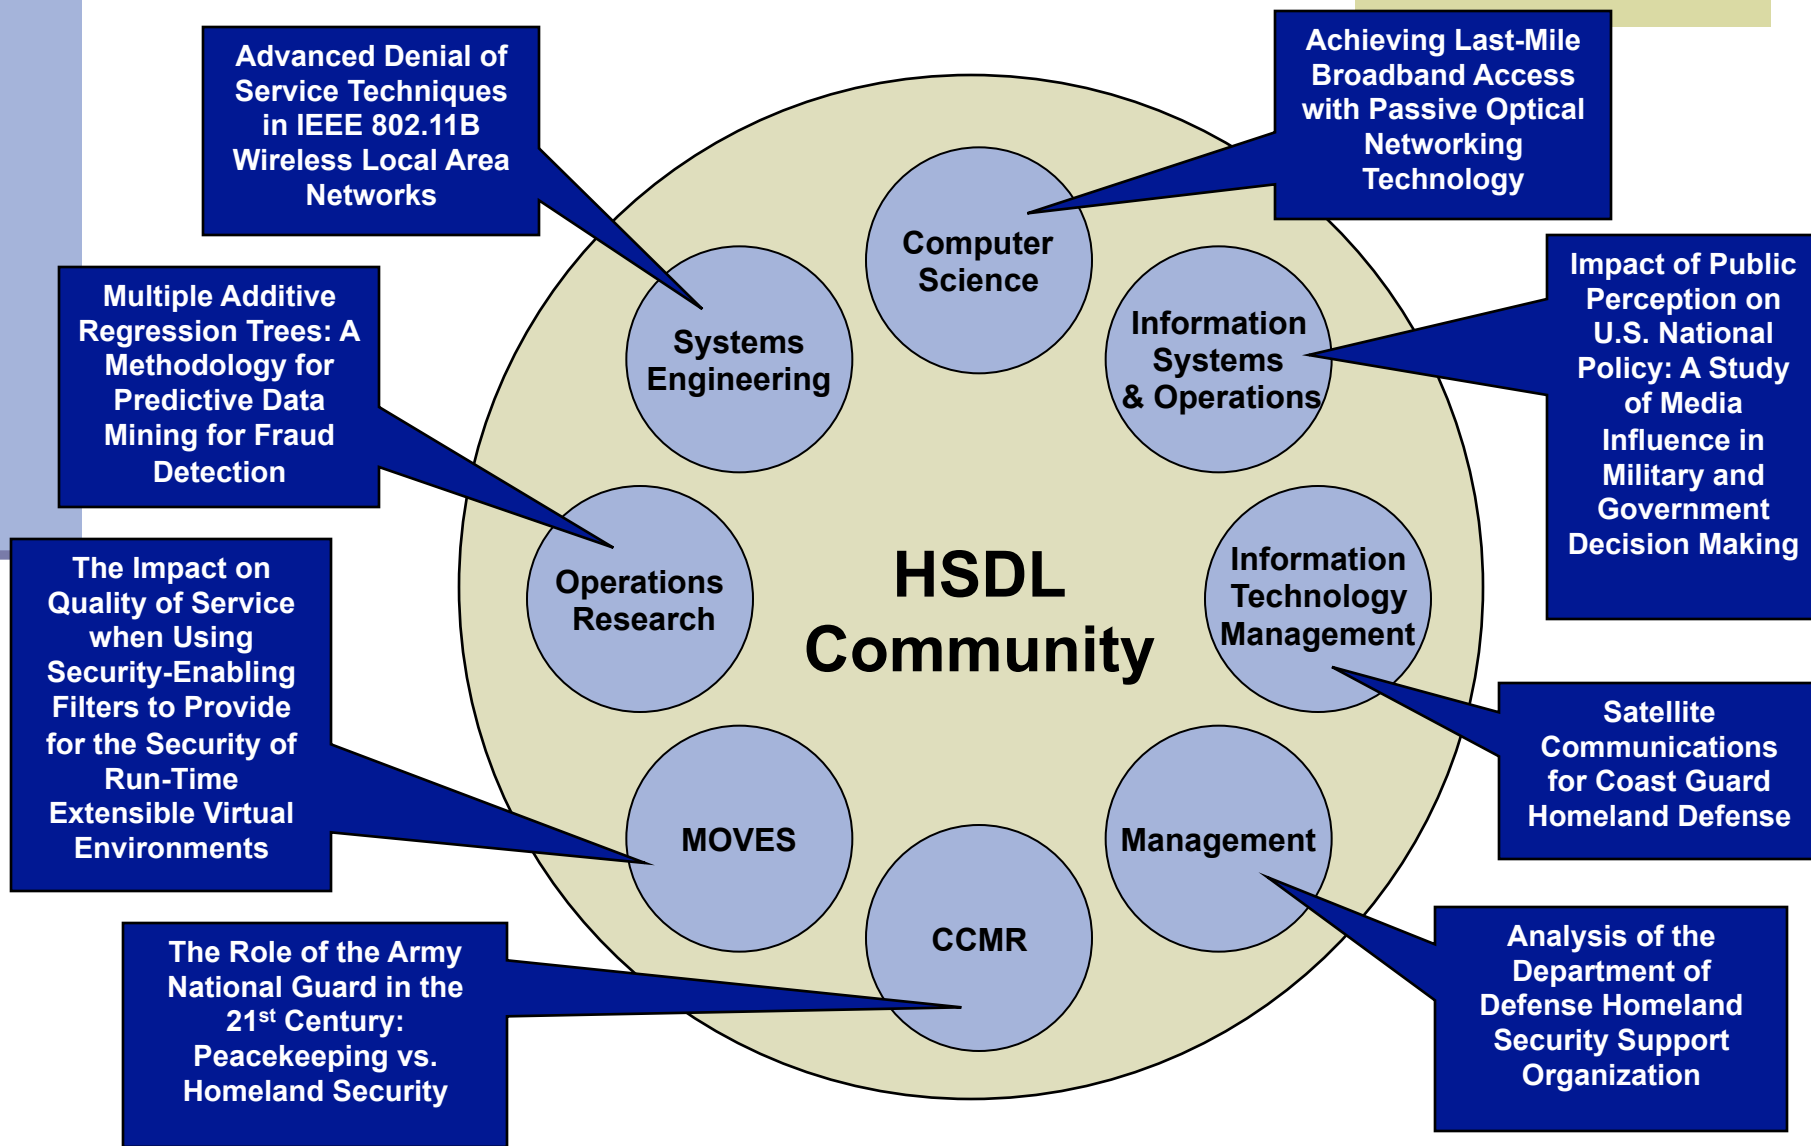 Advanced Denial of
Service Techniques
in IEEE 802.11B
Wireless Local Area
Networks
Achieving Last-Mile
Broadband Access
with Passive Optical
Networking
Technology
Computer
Science
Impact of Public
Perception on
U.S. National
Policy: A Study
of Media
Influence in
Military and
Government
Decision Making
Multiple Additive
Regression Trees: A
Methodology for
Predictive Data
Mining for Fraud
Detection
Systems
Engineering
Information
Systems
& Operations
The Impact on
Quality of Service
when Using
Security-Enabling
Filters to Provide
for the Security of
Run-Time
Extensible Virtual
Environments
Operations
Research
HSDL
Community
Information
Technology
Management
Satellite
Communications
for Coast Guard
Homeland Defense
MOVES
Management
CCMR
The Role of the Army
National Guard in the
21st Century:
Peacekeeping vs.
Homeland Security
Analysis of the
Department of
Defense Homeland
Security Support
Organization